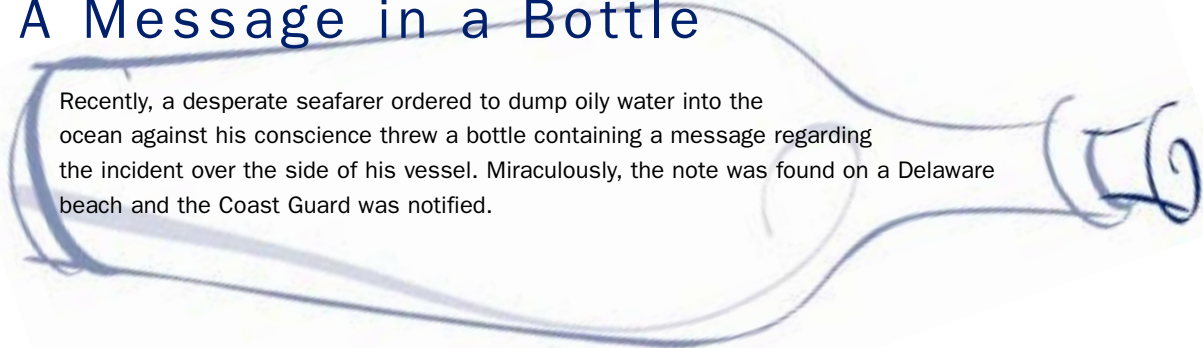 A Message in a Bottle
Recently, a desperate seafarer ordered to dump oily water into the
ocean against his conscience threw a bottle containing a message regarding
the incident over the side of his vessel. Miraculously, the note was found on a Delaware
beach and the Coast Guard was notified.